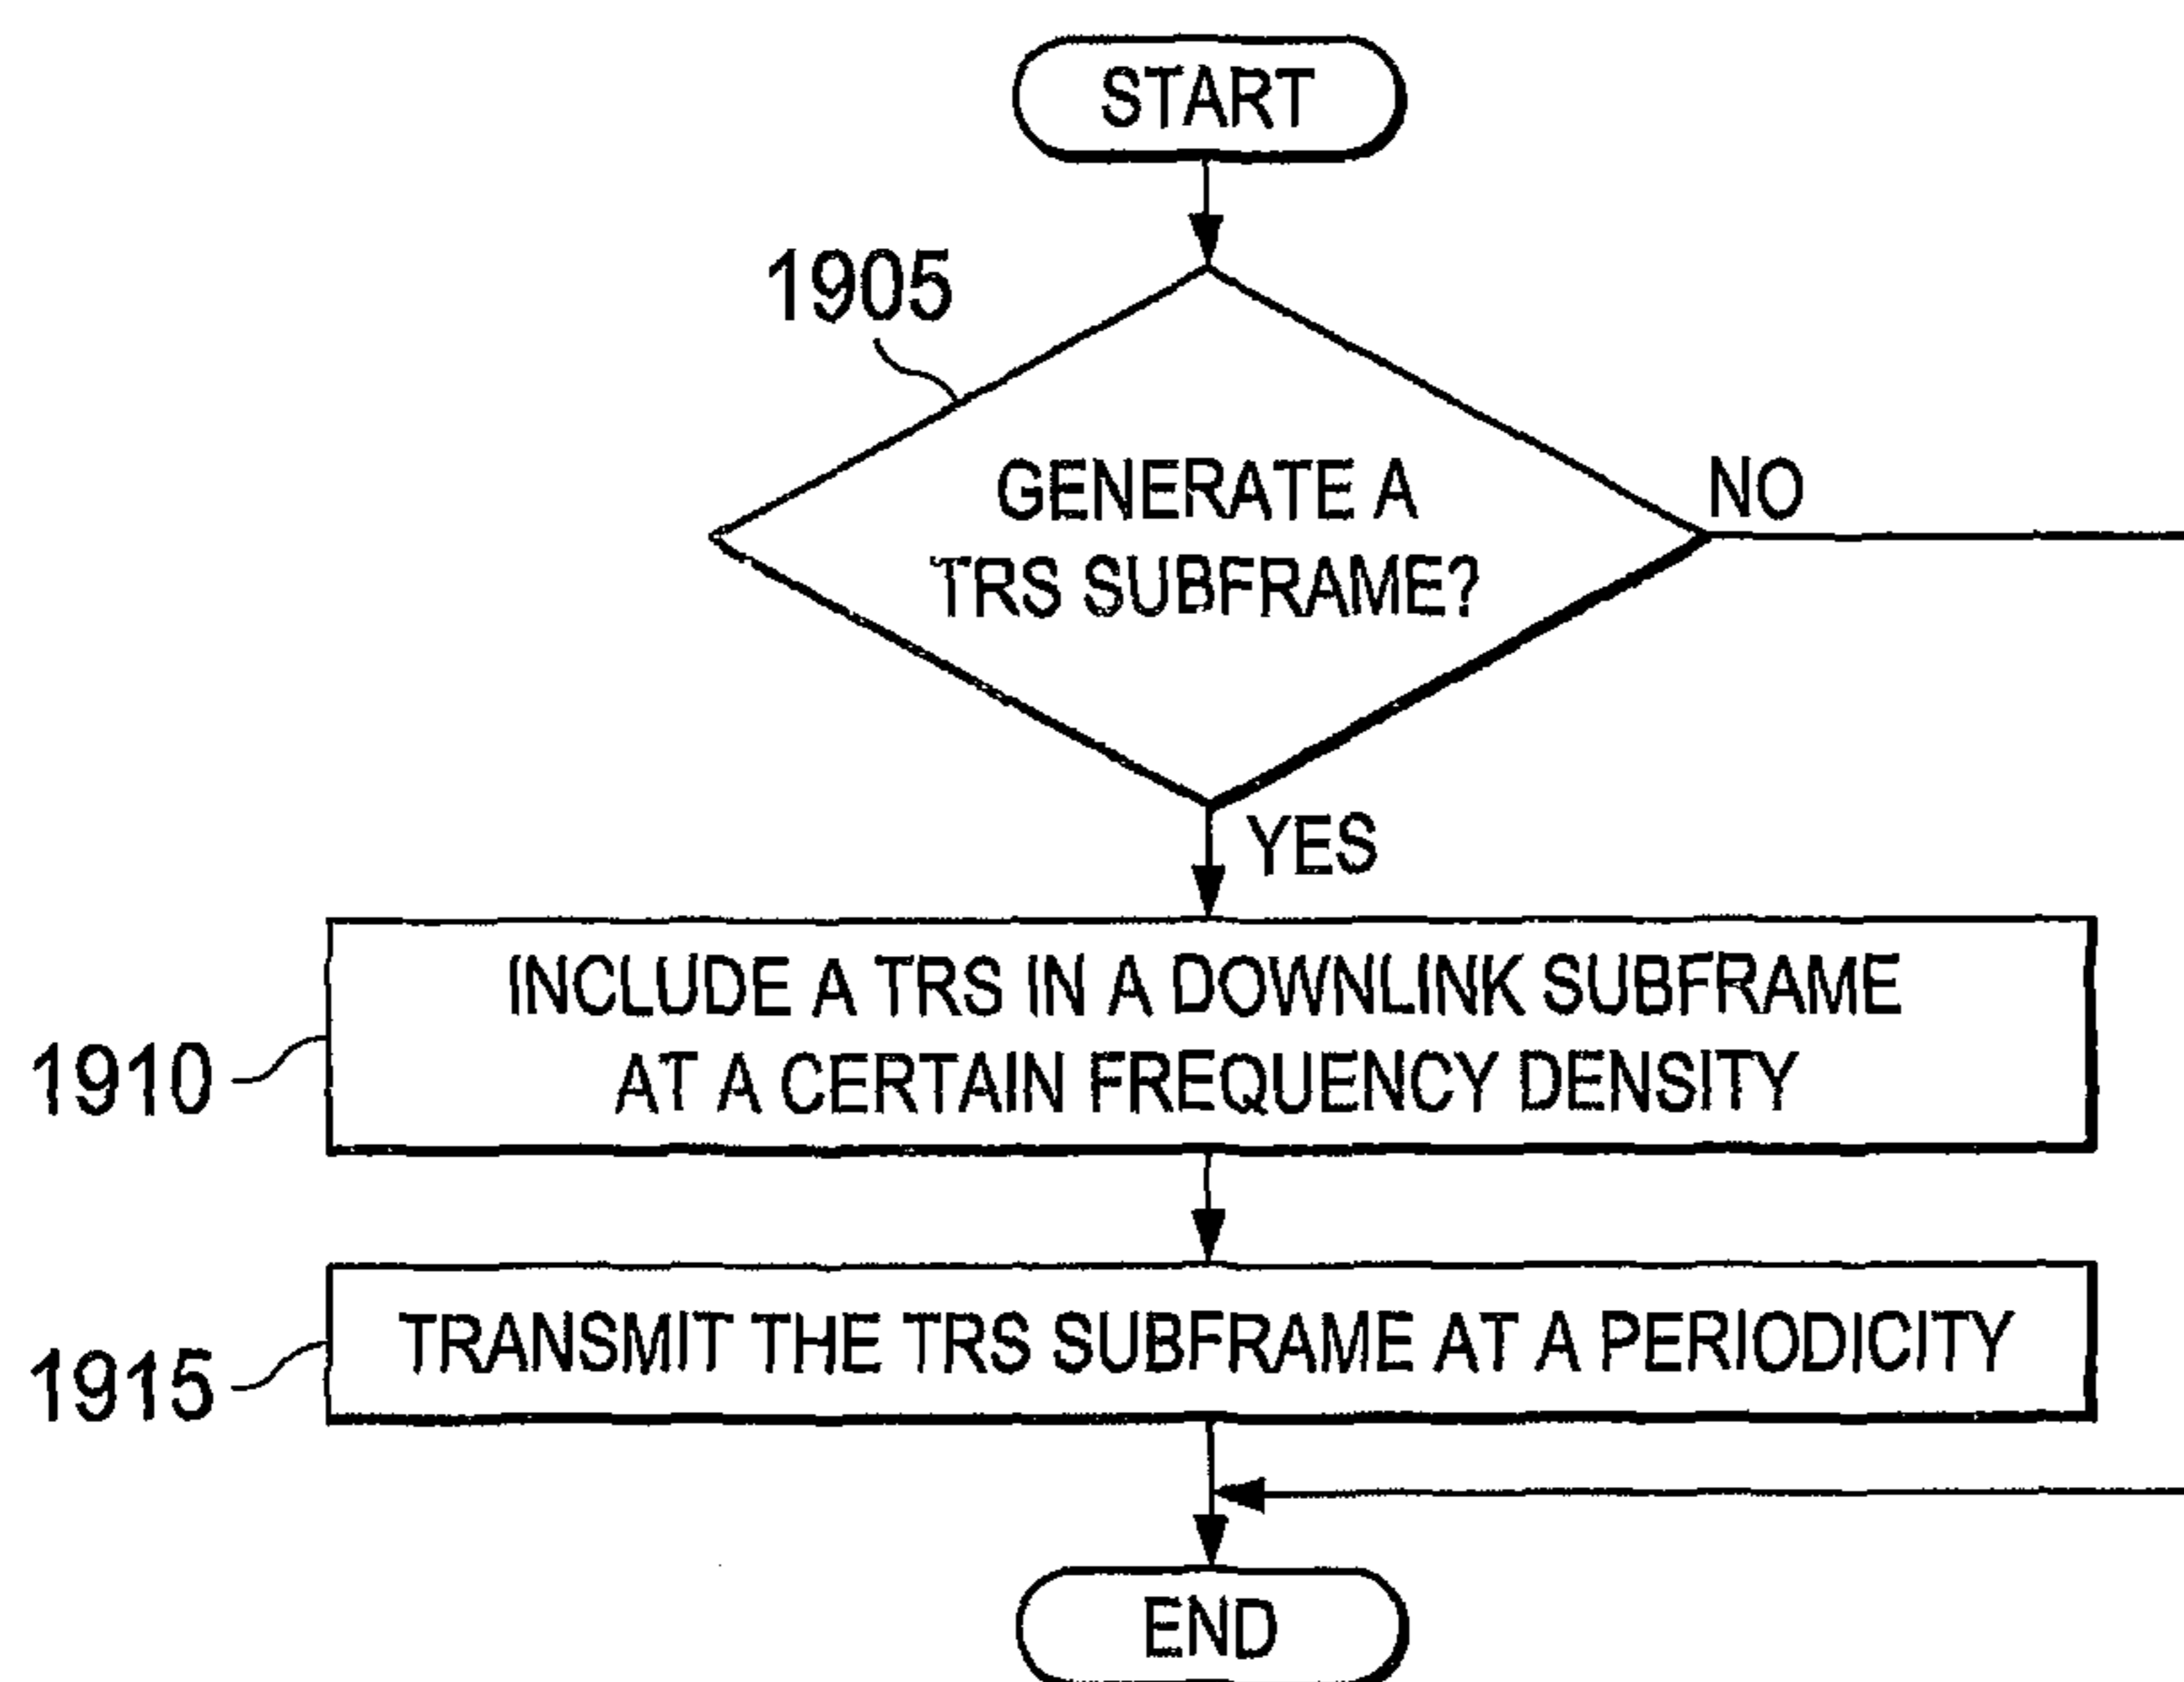 START
1905
GENERATE A
TRS SUBFRAME?
NO
YES
INCLUDE A TRS IN A DOWNLINK SUBFRAME
AT A CERTAIN FREQUENCY DENSITY
1910
TRANSMIT THE TRS SUBFRAME AT A PERIODICITY
1915
END